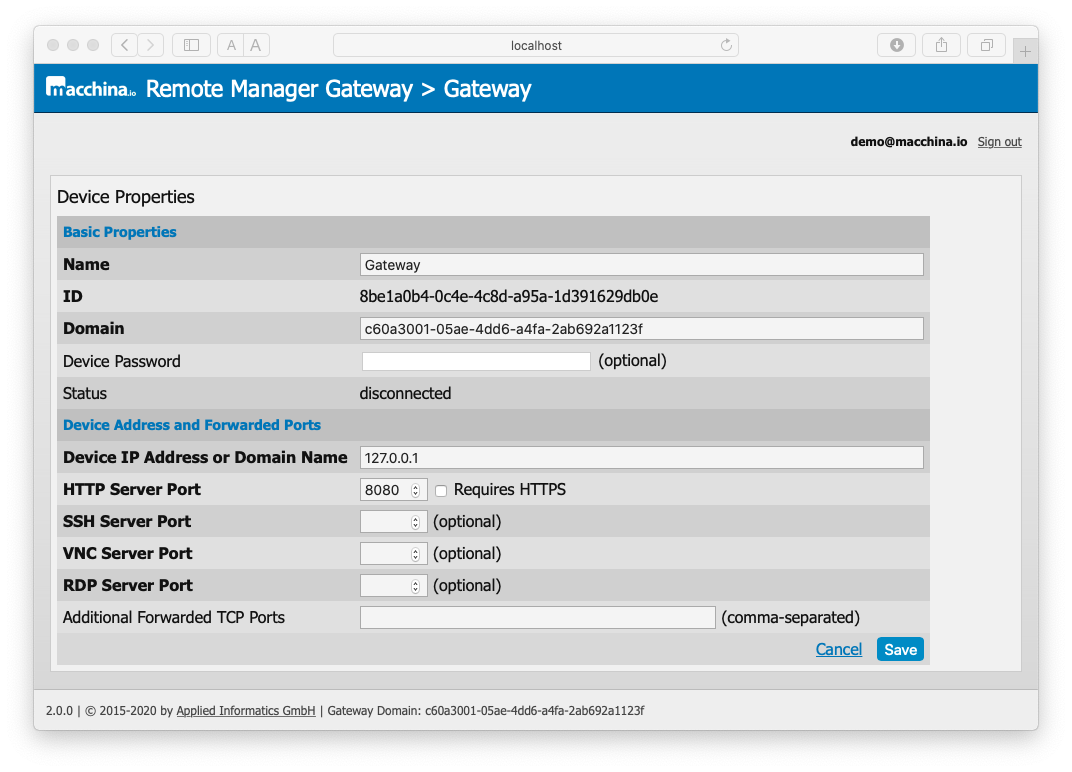 A A localhost
macchina.io Remote Manager Gateway > Gateway
demo@macchina.io Sign out
Device Properties
Basic Properties
Name Gateway
ID 8be1a0b4-0c4e-4c8d-a95a-1d391629db0e
Domain c60a3001-05ae-4dd6-a4fa-2ab692a1123f
Device Password (optional)
Status disconnected
Device Address and Forwarded Ports
Device IP Address or Domain Name 127.0.0.1
HTTP Server Port 8080 Requires HTTPS
SSH Server Port (optional)
VNC Server Port (optional)
RDP Server Port (optional)
Additional Forwarded TCP Ports (comma-separated)
Cancel Save
2.0.0 | © 2015-2020 by Applied Informatics GmbH | Gateway Domain: c60a3001-05ae-4dd6-a4fa-2ab692a1123f